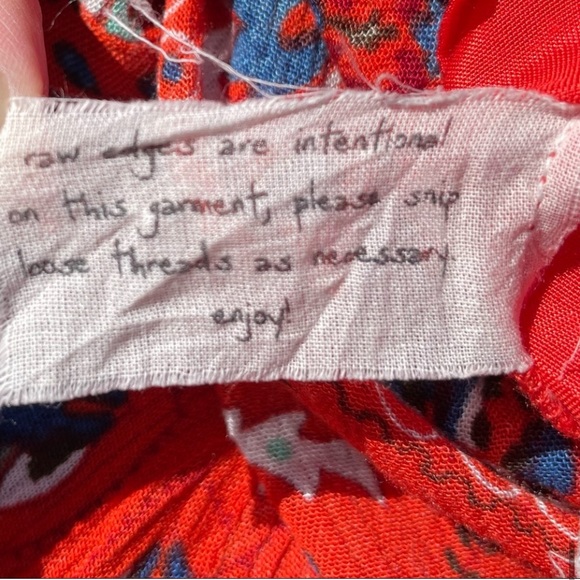 raw edges are intentional
on this garment, please snip
loose threads as necessary.
enjoy!